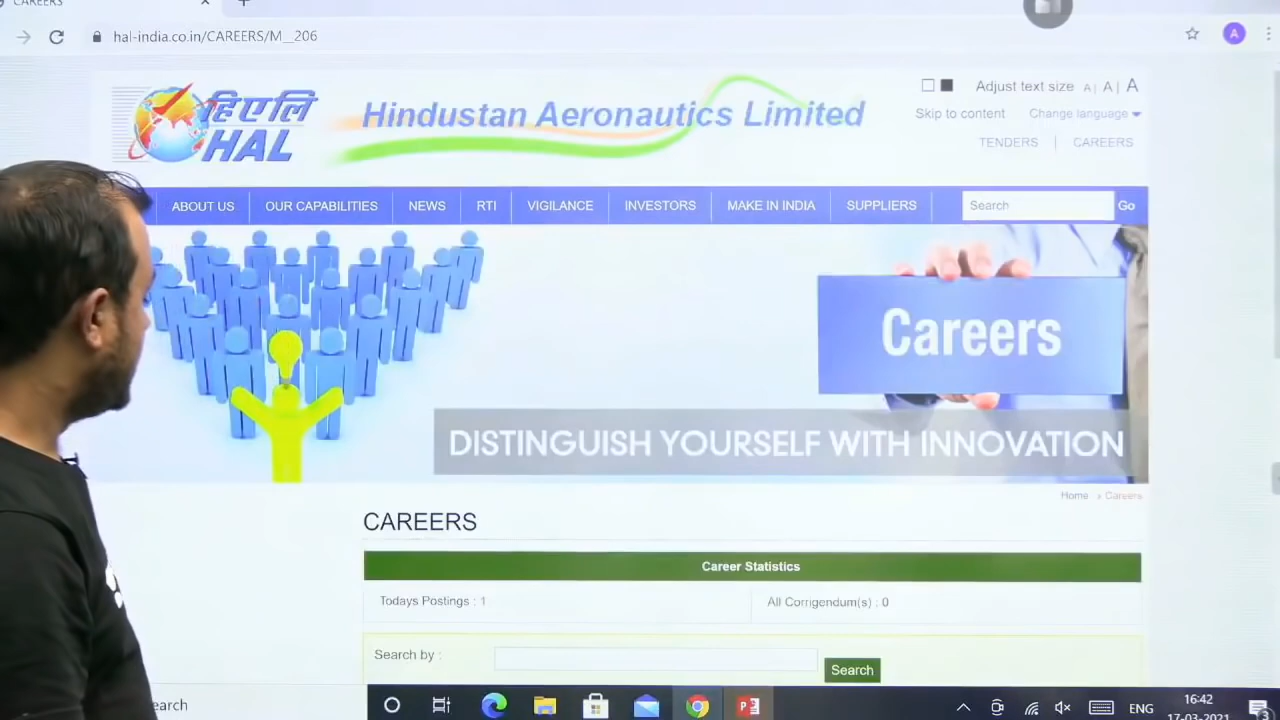 CAREERS
hal-india.co.in/CAREERS/M__206
A
हिएलि
HAL
Hindustan Aeronautics Limited
Adjust text size A | A | A
Skip to content Change language
TENDERS | CAREERS
ABOUT US OUR CAPABILITIES NEWS RTI VIGILANCE INVESTORS MAKE IN INDIA SUPPLIERS Search Go
Careers
DISTINGUISH YOURSELF WITH INNOVATION
Home › Careers
CAREERS
Career Statistics
Todays Postings : 1 All Corrigendum(s) : 0
Search by :
Search
earch
ENG
16:42
17-03-2021